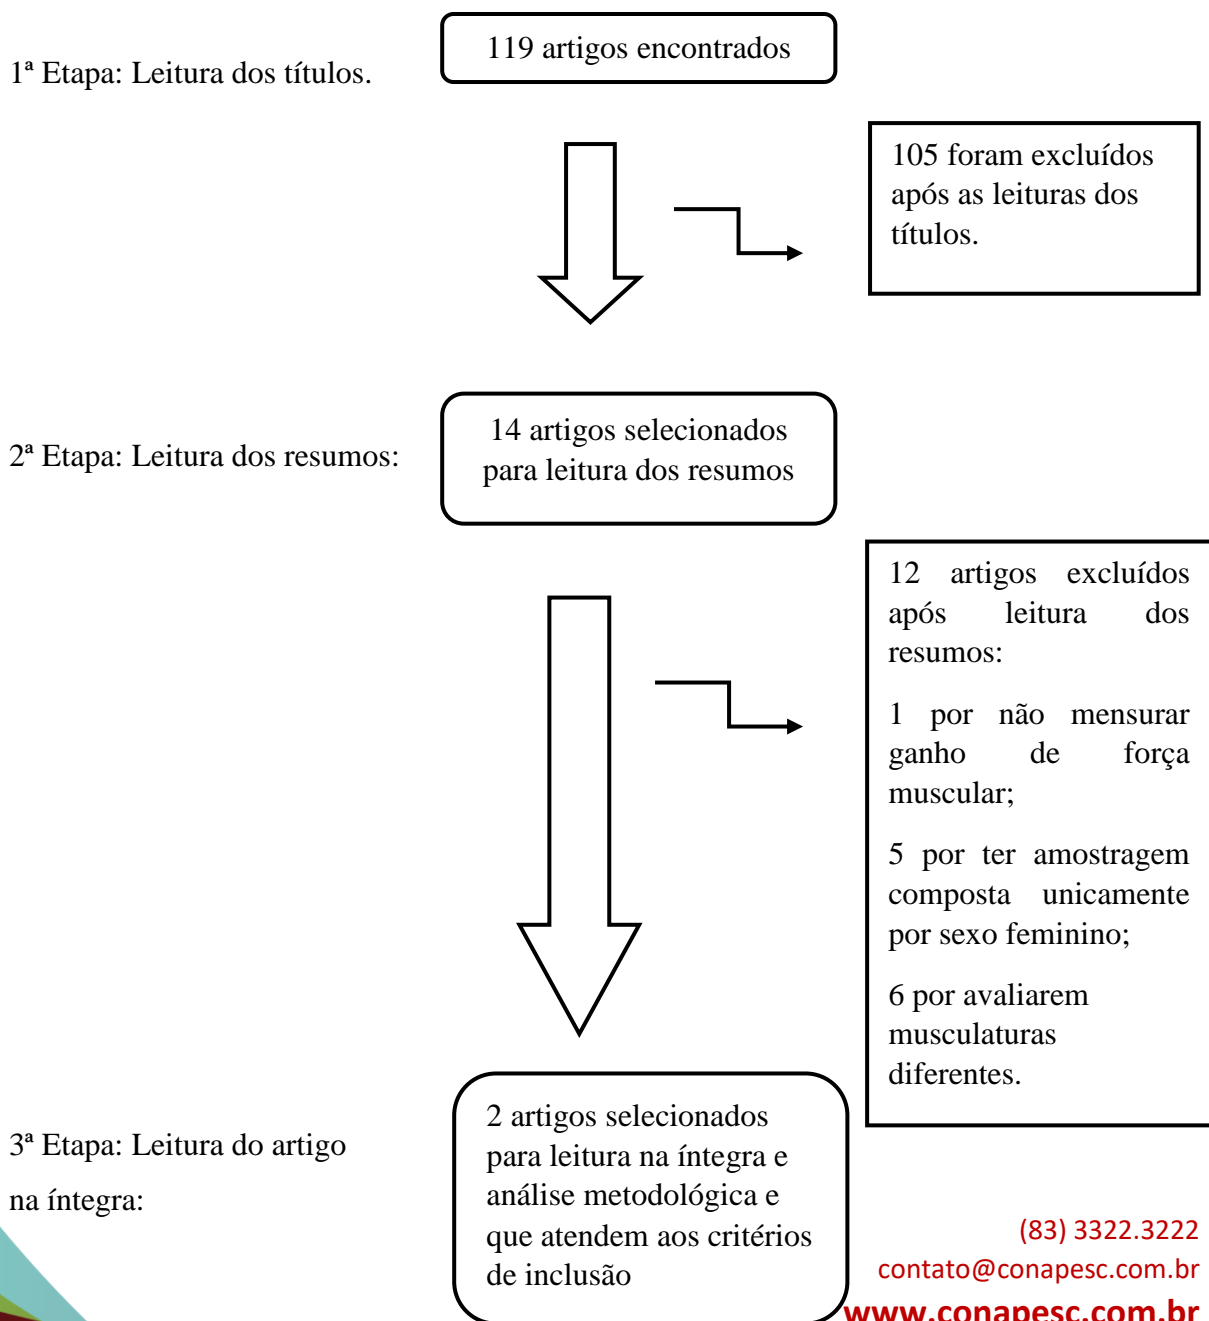 119 artigos encontrados
1ª Etapa: Leitura dos títulos.
105 foram excluídos
após as leituras dos
títulos.
14 artigos selecionados
para leitura dos resumos
2ª Etapa: Leitura dos resumos:
12 artigos excluídos
após leitura dos
resumos:
1 por não mensurar
ganho de força
muscular;
5 por ter amostragem
composta unicamente
por sexo feminino;
6 por avaliarem
musculaturas
diferentes.
3ª Etapa: Leitura do artigo
na íntegra:
2 artigos selecionados
para leitura na íntegra e
análise metodológica e
que atendem aos critérios
de inclusão
(83) 3322.3222
contato@conapesc.com.br
www.conapesc.com.br